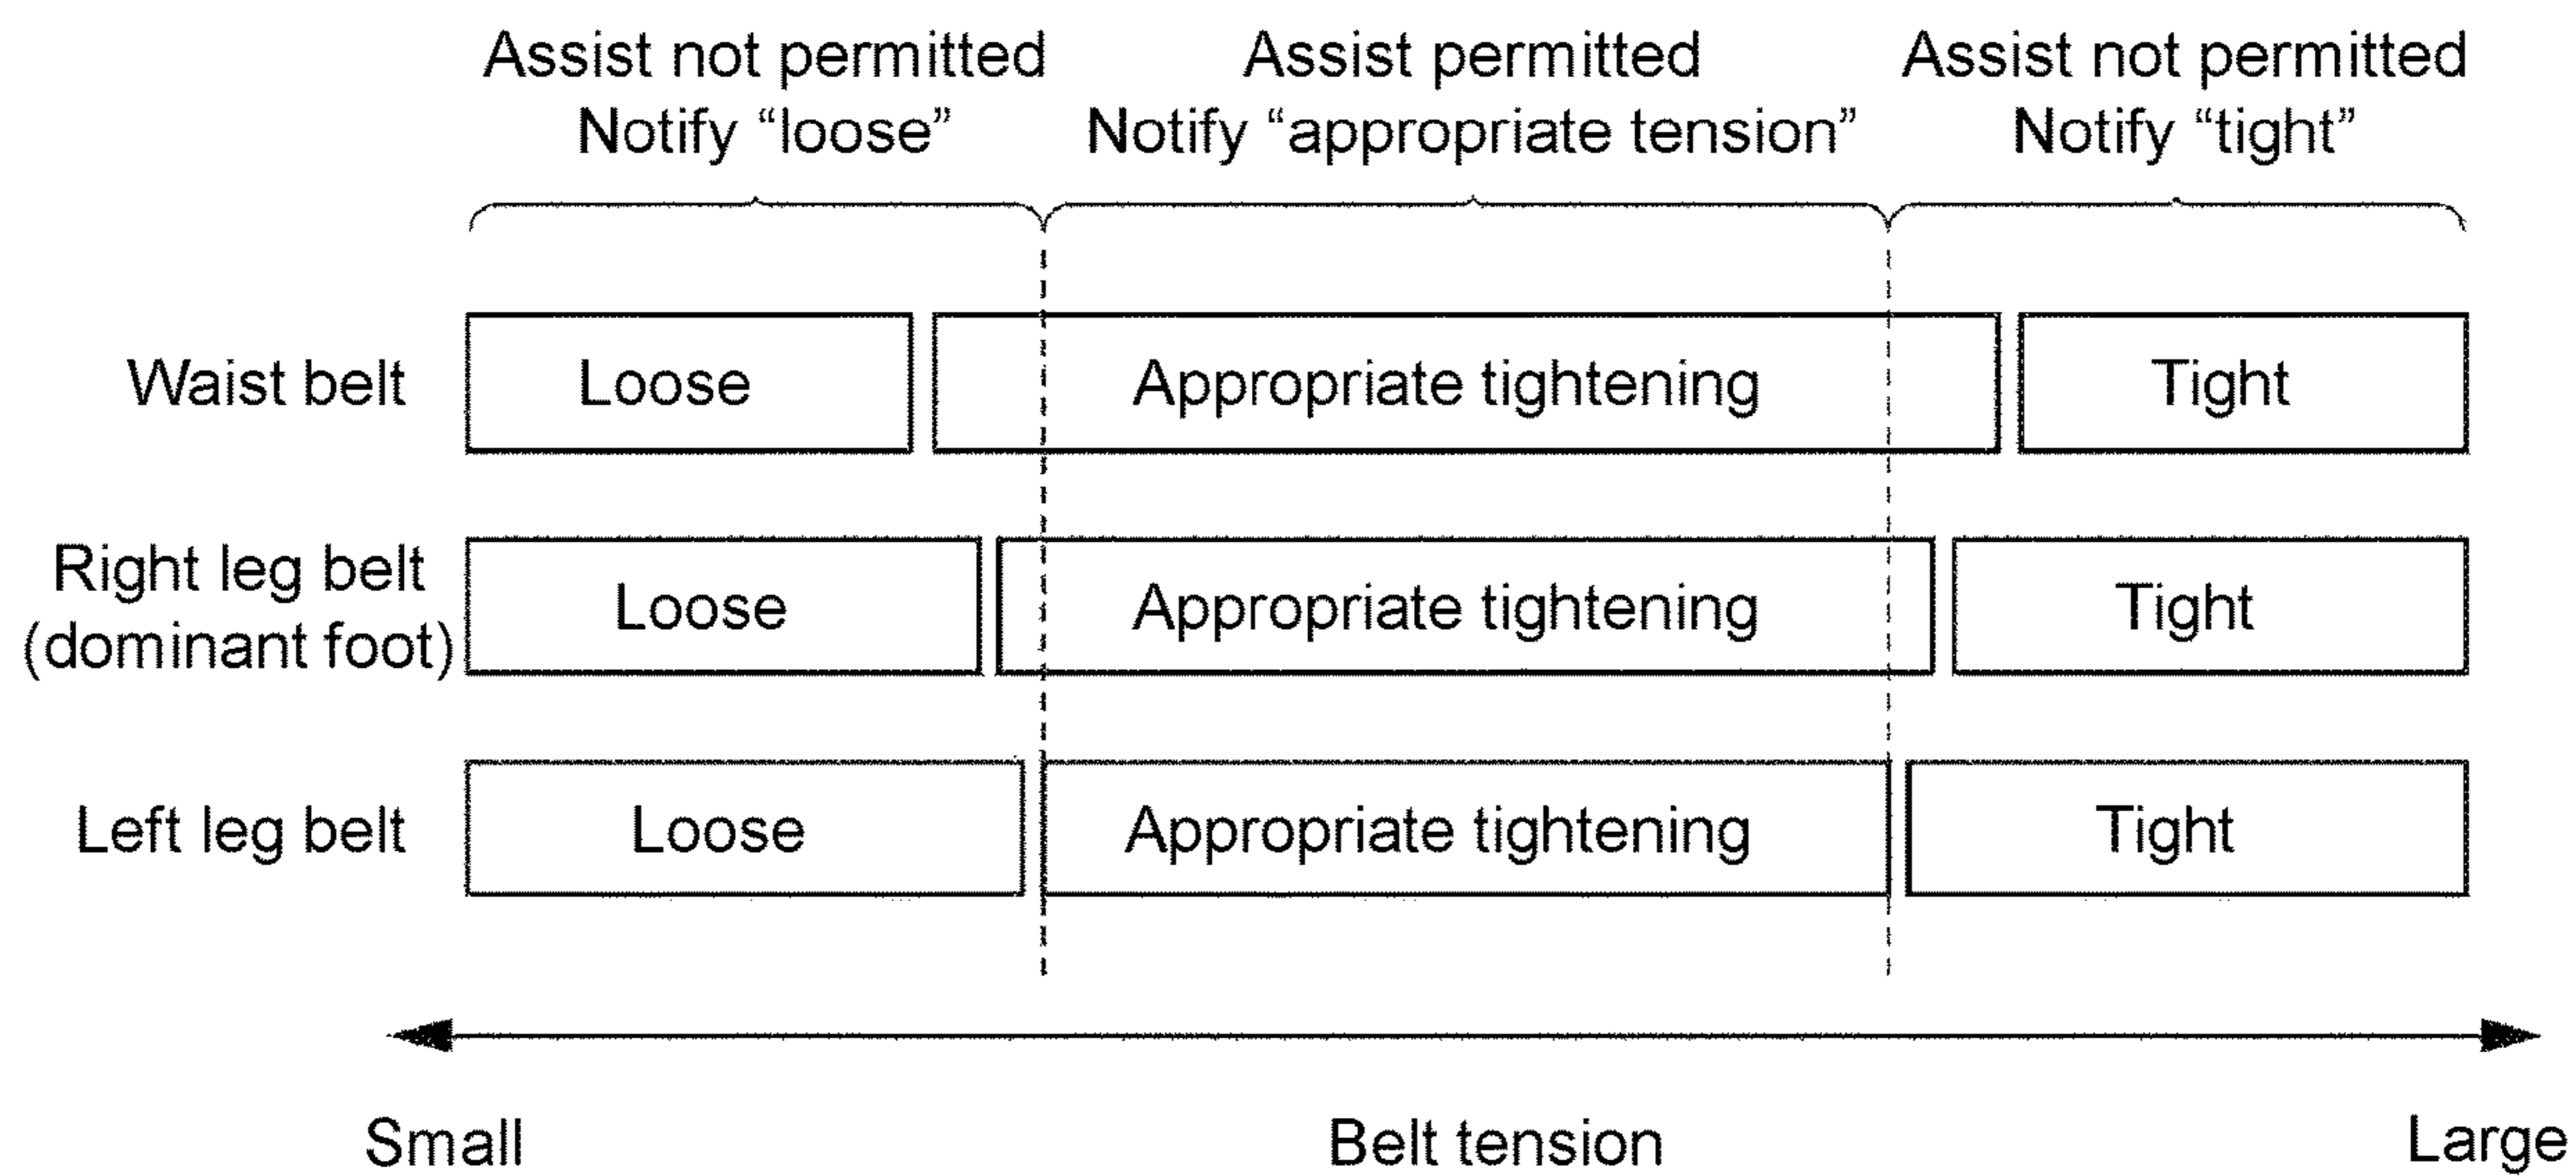 Assist not permitted
Notify “loose”
Assist permitted
Notify “appropriate tension”
Assist not permitted
Notify “tight”
Waist belt
Loose
Appropriate tightening
Tight
Right leg belt
(dominant foot)
Loose
Appropriate tightening
Tight
Left leg belt
Loose
Appropriate tightening
Tight
Small
Belt tension
Large